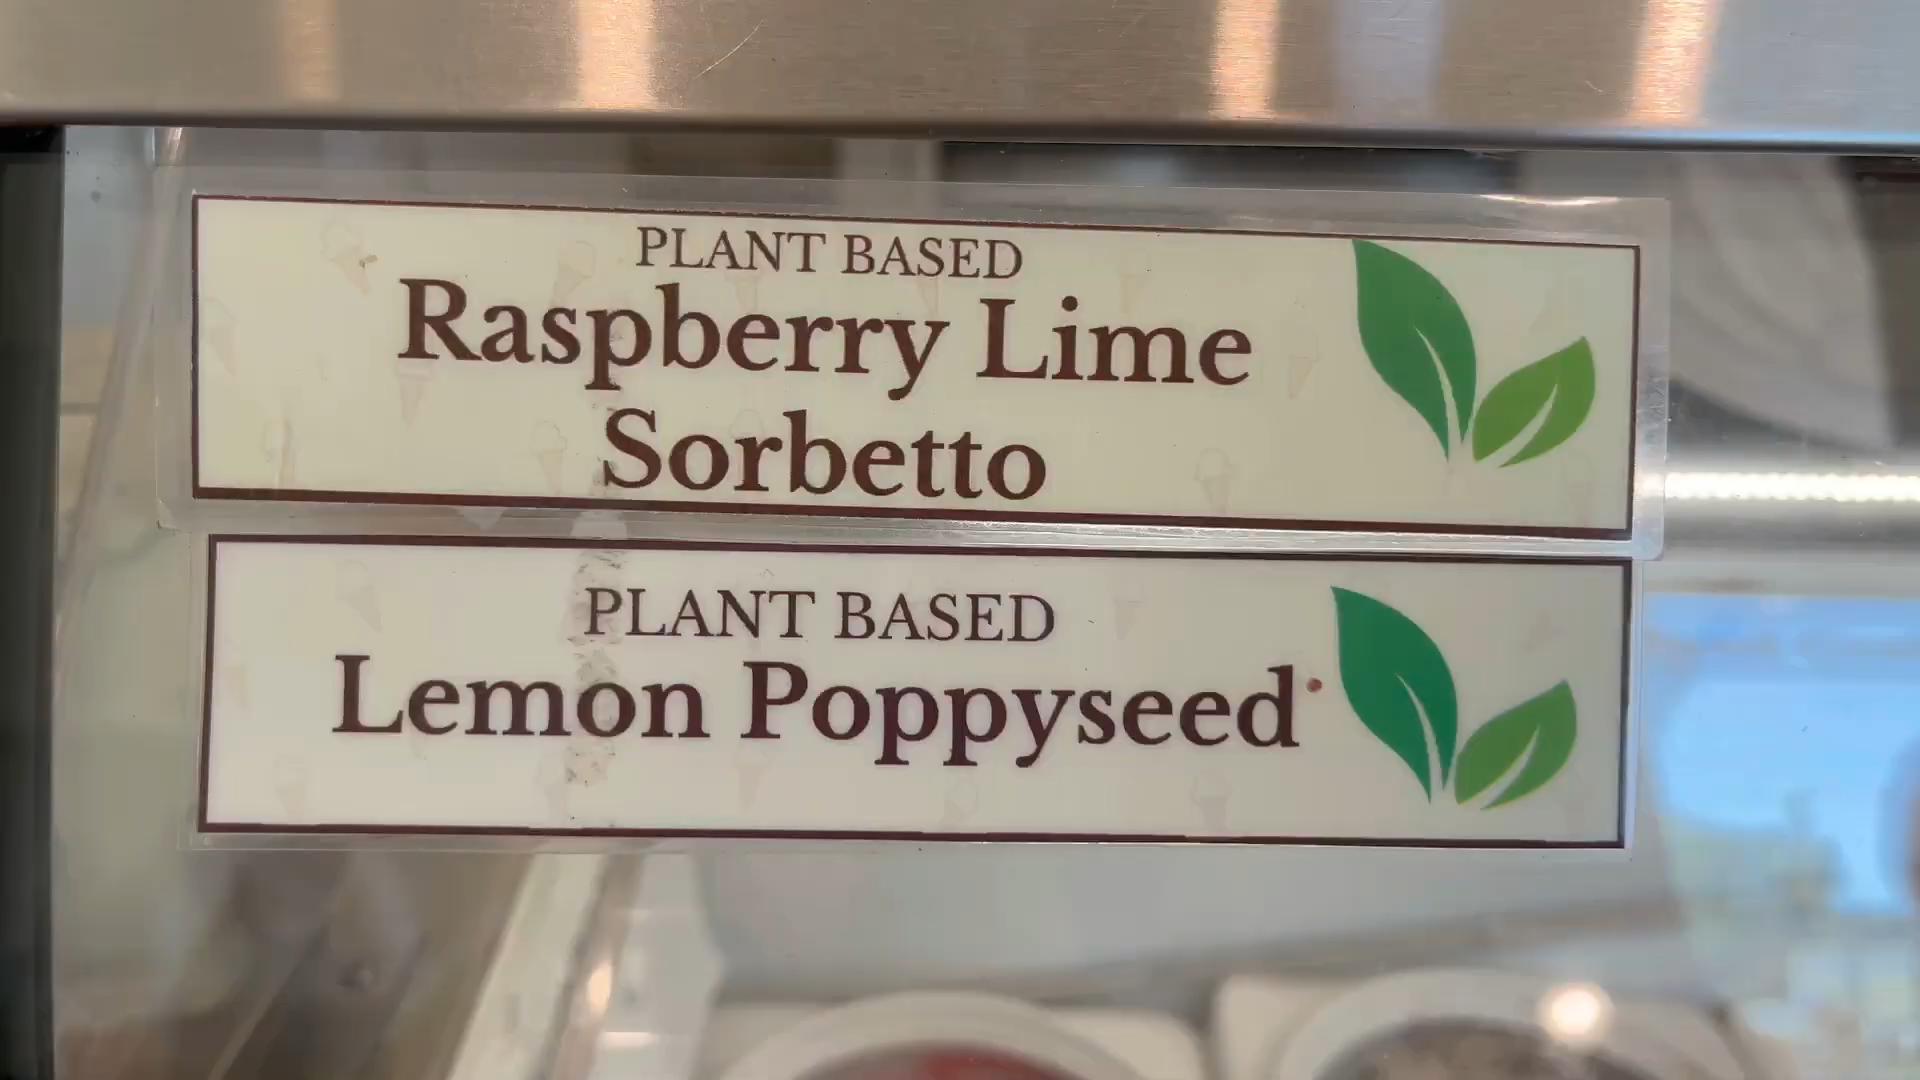 PLANT BASED
Raspberry Lime
Sorbetto
PLANT BASED
Lemon Poppyseed